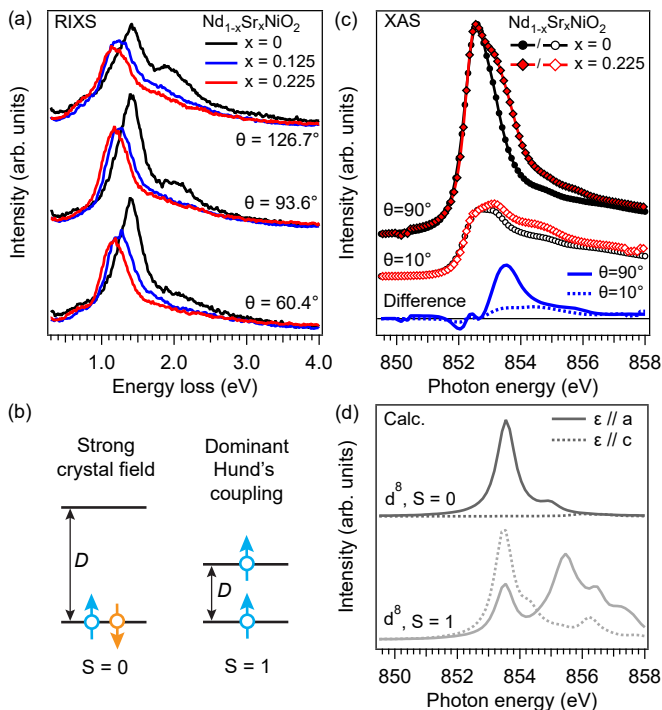 (a)
RIXS
Nd1-xSrxNiO2
x = 0
x = 0.125
x = 0.225
θ = 126.7°
θ = 93.6°
θ = 60.4°
Intensity (arb. units)
1.0 2.0 3.0 4.0
Energy loss (eV)
(c)
XAS
Nd1-xSrxNiO2
/ x = 0
/ x = 0.225
θ=90°
θ=10°
θ=90°
θ=10°
Difference
Intensity (arb. units)
850 852 854 856 858
Photon energy (eV)
(b)
Strong
crystal field
Dominant
Hund's
coupling
D
D
S = 0
S = 1
(d)
Calc.
ε // a
ε // c
d8, S = 0
d8, S = 1
Intensity (arb. units)
850 852 854 856 858
Photon energy (eV)